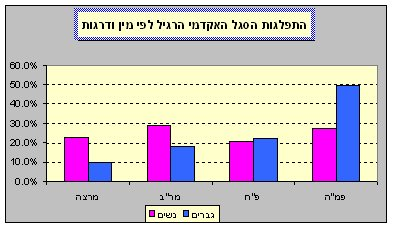 התפלגות הסגל האקדמי הרגיל לפי מין ודרגות
60.0%
50.0%
40.0%
30.0%
20.0%
10.0%
0.0%
מרצה
מר"ב
פ"ח
פמ"ה
נשים
גברים